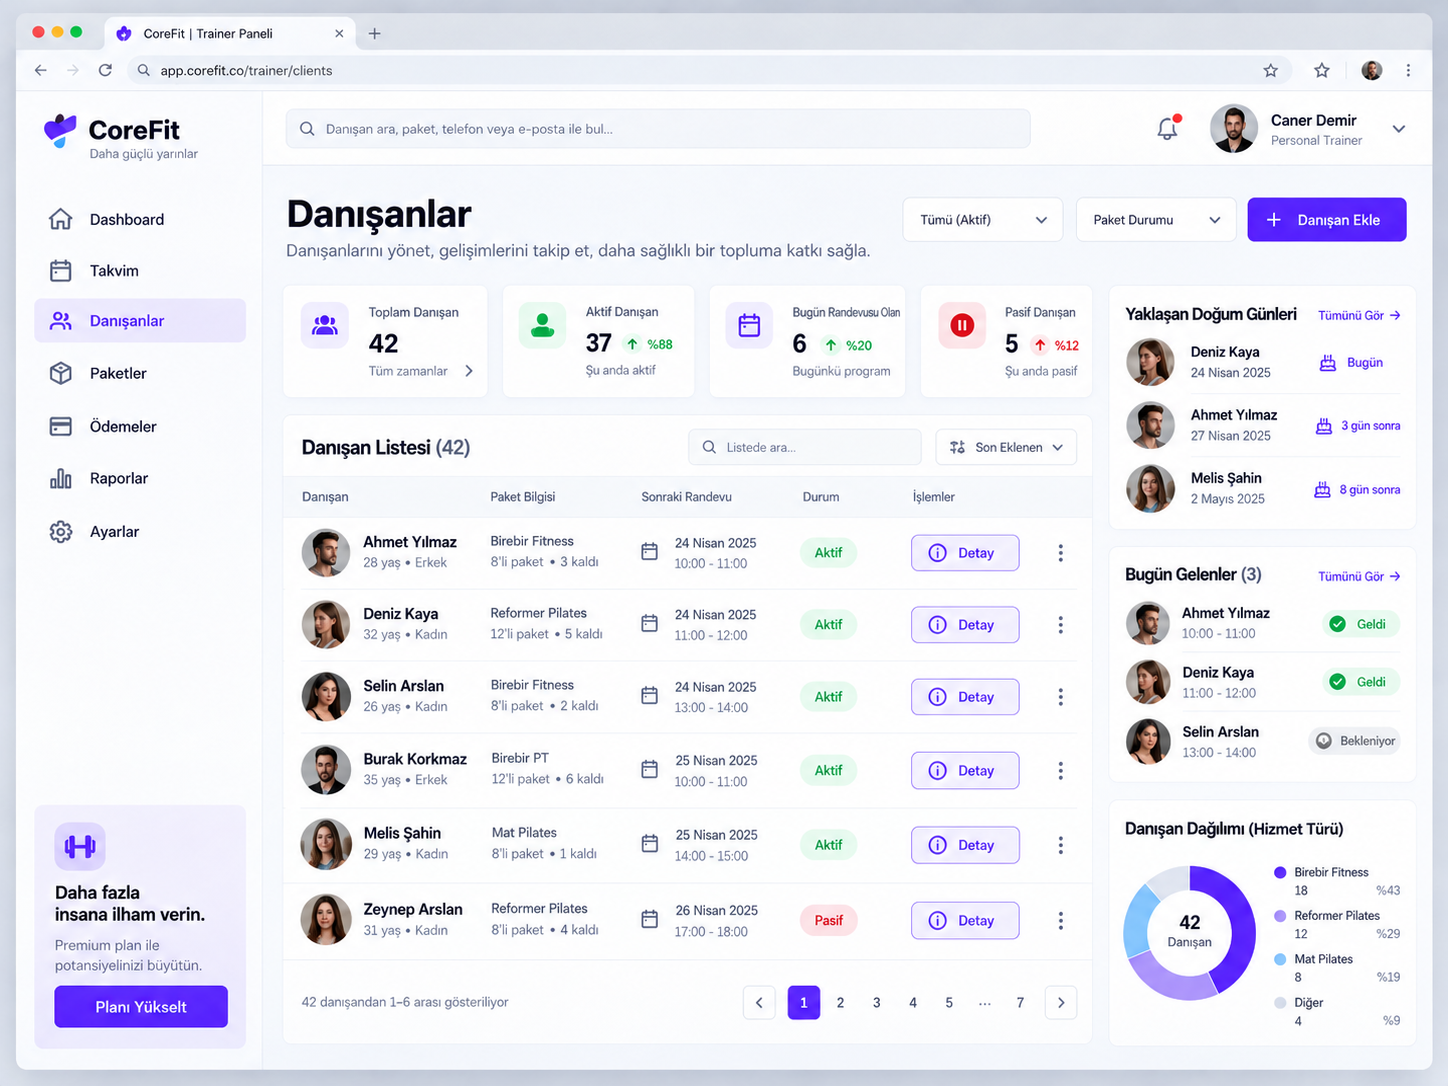 CoreFit | Trainer Paneli
app.corefit.co/trainer/clients
CoreFit
Daha güçlü yarınlar
Dashboard
Takvim
Danışanlar
Paketler
Ödemeler
Raporlar
Ayarlar
Daha fazla
insana ilham verin.
Premium plan ile
potansiyelinizi büyütün.
Planı Yükselt
Danışan ara, paket, telefon veya e-posta ile bul...
Caner Demir
Personal Trainer
Danışanlar
Danışanlarını yönet, gelişimlerini takip et, daha sağlıklı bir topluma katkı sağla.
Tümü (Aktif)
Paket Durumu
+ Danışan Ekle
Toplam Danışan
42
Tüm zamanlar
Aktif Danışan
37 ↑ %88
Şu anda aktif
Bugün Randevusu Olan
6 ↑ %20
Bugünkü program
Pasif Danışan
5 ↑ %12
Şu anda pasif
Danışan Listesi (42)
Listede ara...
Son Eklenen
Danışan Paket Bilgisi Sonraki Randevu Durum İşlemler
Ahmet Yılmaz Birebir Fitness 24 Nisan 2025 Aktif Detay
28 yaş • Erkek 8'li paket • 3 kaldı 10:00 - 11:00
Deniz Kaya Reformer Pilates 24 Nisan 2025 Aktif Detay
32 yaş • Kadın 12'li paket • 5 kaldı 11:00 - 12:00
Selin Arslan Birebir Fitness 24 Nisan 2025 Aktif Detay
26 yaş • Kadın 8'li paket • 2 kaldı 13:00 - 14:00
Burak Korkmaz Birebir PT 25 Nisan 2025 Aktif Detay
35 yaş • Erkek 12'li paket • 6 kaldı 10:00 - 11:00
Melis Şahin Mat Pilates 25 Nisan 2025 Aktif Detay
29 yaş • Kadın 8'li paket • 1 kaldı 14:00 - 15:00
Zeynep Arslan Reformer Pilates 26 Nisan 2025 Pasif Detay
31 yaş • Kadın 8'li paket • 4 kaldı 17:00 - 18:00
42 danışandan 1–6 arası gösteriliyor
1 2 3 4 5 ... 7
Yaklaşan Doğum Günleri Tümünü Gör →
Deniz Kaya
24 Nisan 2025
Bugün
Ahmet Yılmaz
27 Nisan 2025
3 gün sonra
Melis Şahin
2 Mayıs 2025
8 gün sonra
Bugün Gelenler (3) Tümünü Gör →
Ahmet Yılmaz
10:00 - 11:00
Geldi
Deniz Kaya
11:00 - 12:00
Geldi
Selin Arslan
13:00 - 14:00
Bekleniyor
Danışan Dağılımı (Hizmet Türü)
42
Danışan
Birebir Fitness
18 %43
Reformer Pilates
12 %29
Mat Pilates
8 %19
Diğer
4 %9